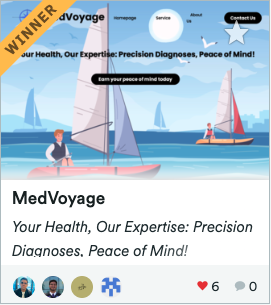 WINNER
MedVoyage
Homepage
Service
About
Us
Contact Us
Your Health, Our Expertise: Precision Diagnoses, Peace of Mind!
Earn your peace of mind today
MedVoyage
Your Health, Our Expertise: Precision
Diagnoses, Peace of Mind!
6
0